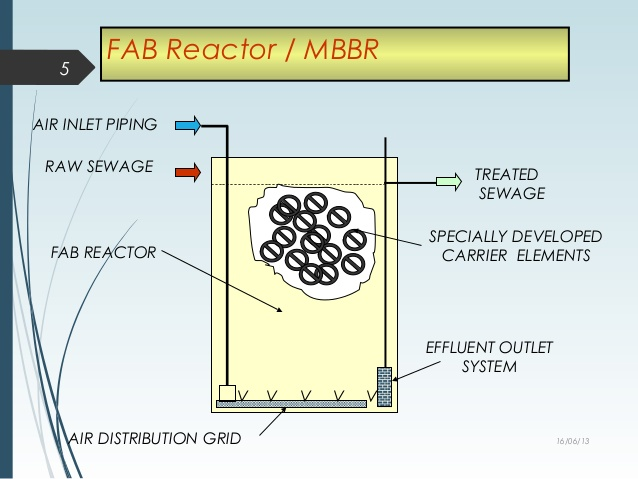 FAB Reactor / MBBR
5
AIR INLET PIPING
RAW SEWAGE
TREATED
SEWAGE
SPECIALLY DEVELOPED
CARRIER ELEMENTS
FAB REACTOR
EFFLUENT OUTLET
SYSTEM
AIR DISTRIBUTION GRID
16/06/13